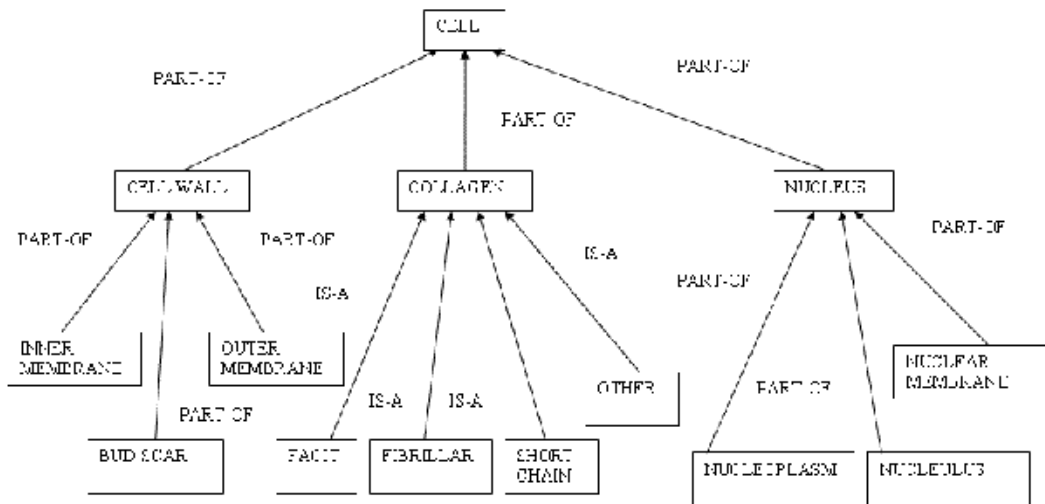 CELL
PART-OF
PART-OF
PART-OF
CELL WALL
COLLAGEN
NUCLEUS
PART-OF
PART-OF
PART-OF
IS-A
IS-A
PART-OF
INNER
MEMBRANE
OUTER
MEMBRANE
NUCLEAR
MEMBRANE
OTHER
PART-OF
IS-A
IS-A
PART-OF
BUD SCAR
FACIT
FIBRILLAR
SHORT
CHAIN
NUCLEOPLASM
NUCLEULUS